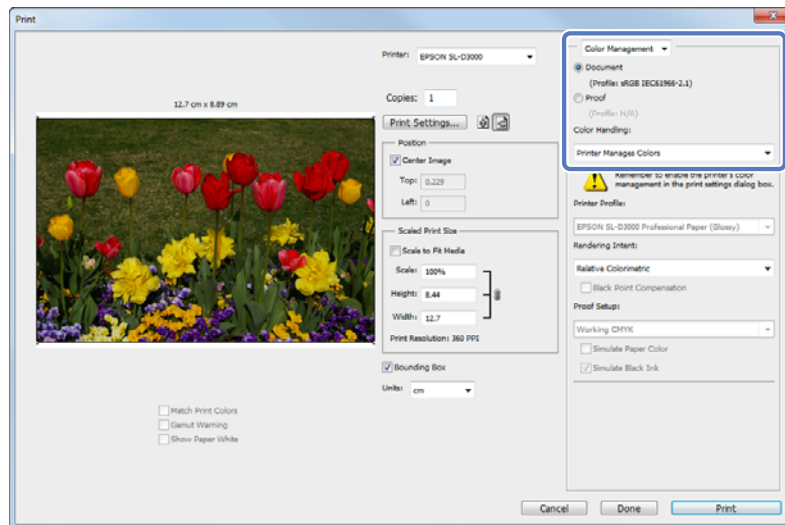 Print
12.7 cm x 8.89 cm
Match Print Colors
Gamut Warning
Show Paper White
Printer: EPSON SL-D3000
Copies: 1
Print Settings...
Position
Center Image
Top: 0.229
Left: 0
Scaled Print Size
Scale to Fit Media
Scale: 100%
Height: 8.44
Width: 12.7
Print Resolution: 360 PPI
Bounding Box
Units: cm
Color Management
Document
(Profile: sRGB IEC61966-2.1)
Proof
(Profile: N/A)
Color Handling:
Printer Manages Colors
Remember to enable the printer's color
management in the print settings dialog box.
Printer Profile:
EPSON SL-D3000 Professional Paper (Glossy)
Rendering Intent:
Relative Colorimetric
Black Point Compensation
Proof Setup:
Working CMYK
Simulate Paper Color
Simulate Black Ink
Cancel
Done
Print